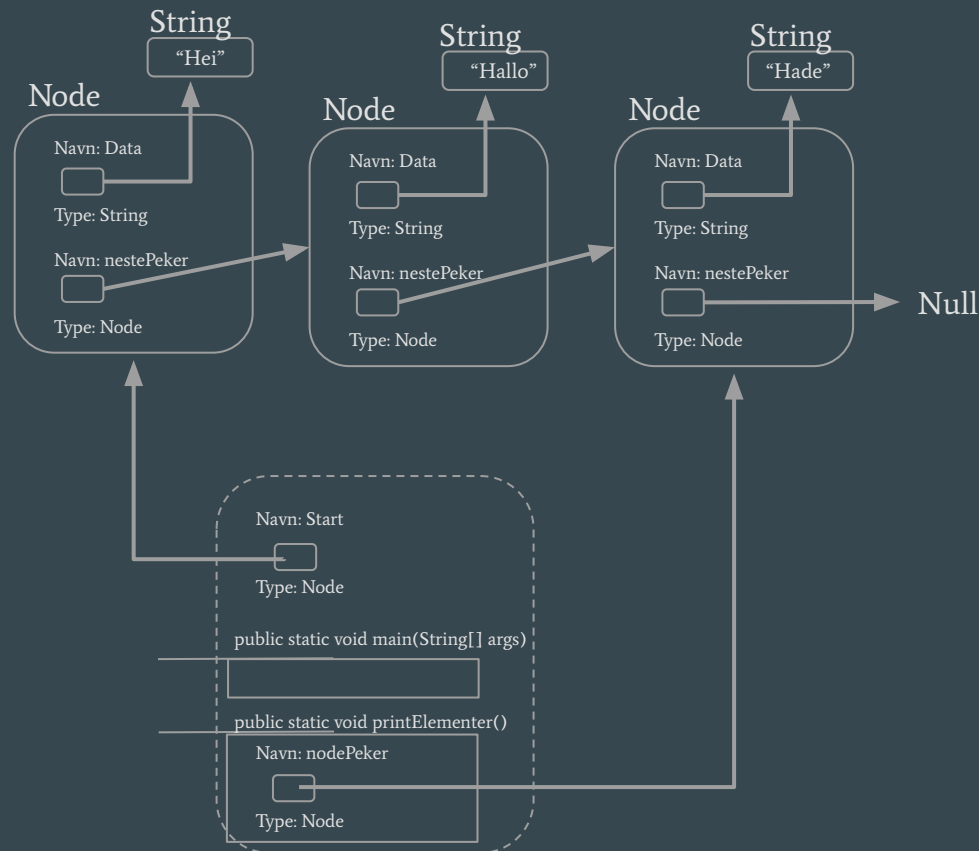 String
“Hei”
Node
Navn: Data
Type: String
Navn: nestePeker
Type: Node
String
“Hallo”
Node
Navn: Data
Type: String
Navn: nestePeker
Type: Node
String
“Hade”
Node
Navn: Data
Type: String
Navn: nestePeker
Type: Node
Null
Navn: Start
Type: Node
public static void main(String[] args)
public static void printElementer()
Navn: nodePeker
Type: Node